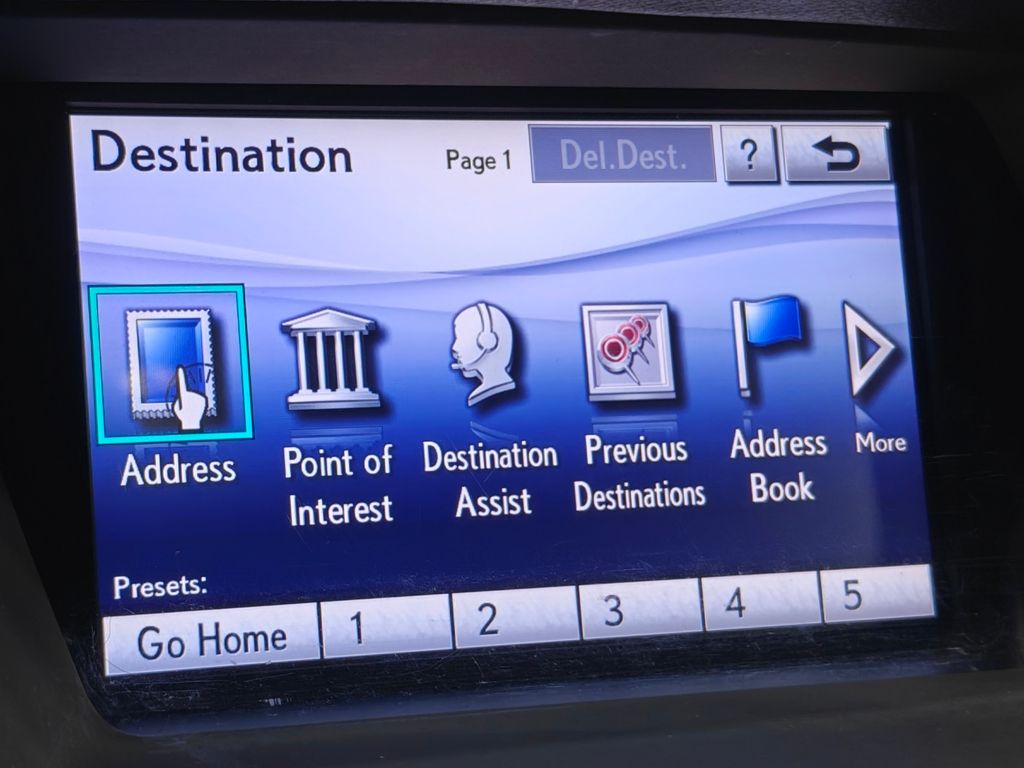 Destination
Page 1
Del.Dest.
?
Address
Point of
Interest
Destination
Assist
Previous
Destinations
Address
Book
More
Presets:
Go Home
1
2
3
4
5